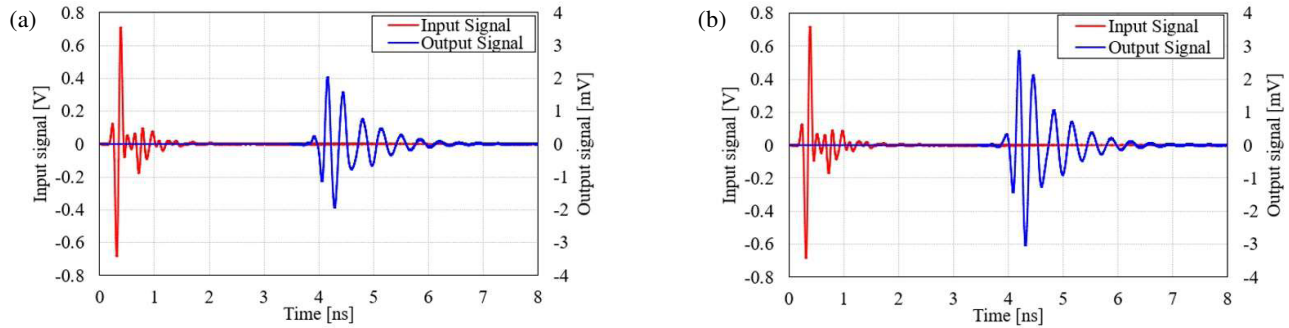 (a)
Input Signal
Output Signal
Input signal [V]
0.8
0.6
0.4
0.2
0
-0.2
-0.4
-0.6
-0.8
4
3
2
1
0
-1
-2
-3
-4
Output signal [mV]
0 1 2 3 4 5 6 7 8
Time [ns]
(b)
Input Signal
Output Signal
Input signal [V]
0.8
0.6
0.4
0.2
0
-0.2
-0.4
-0.6
-0.8
4
3
2
1
0
-1
-2
-3
-4
Output signal [mV]
0 1 2 3 4 5 6 7 8
Time [ns]